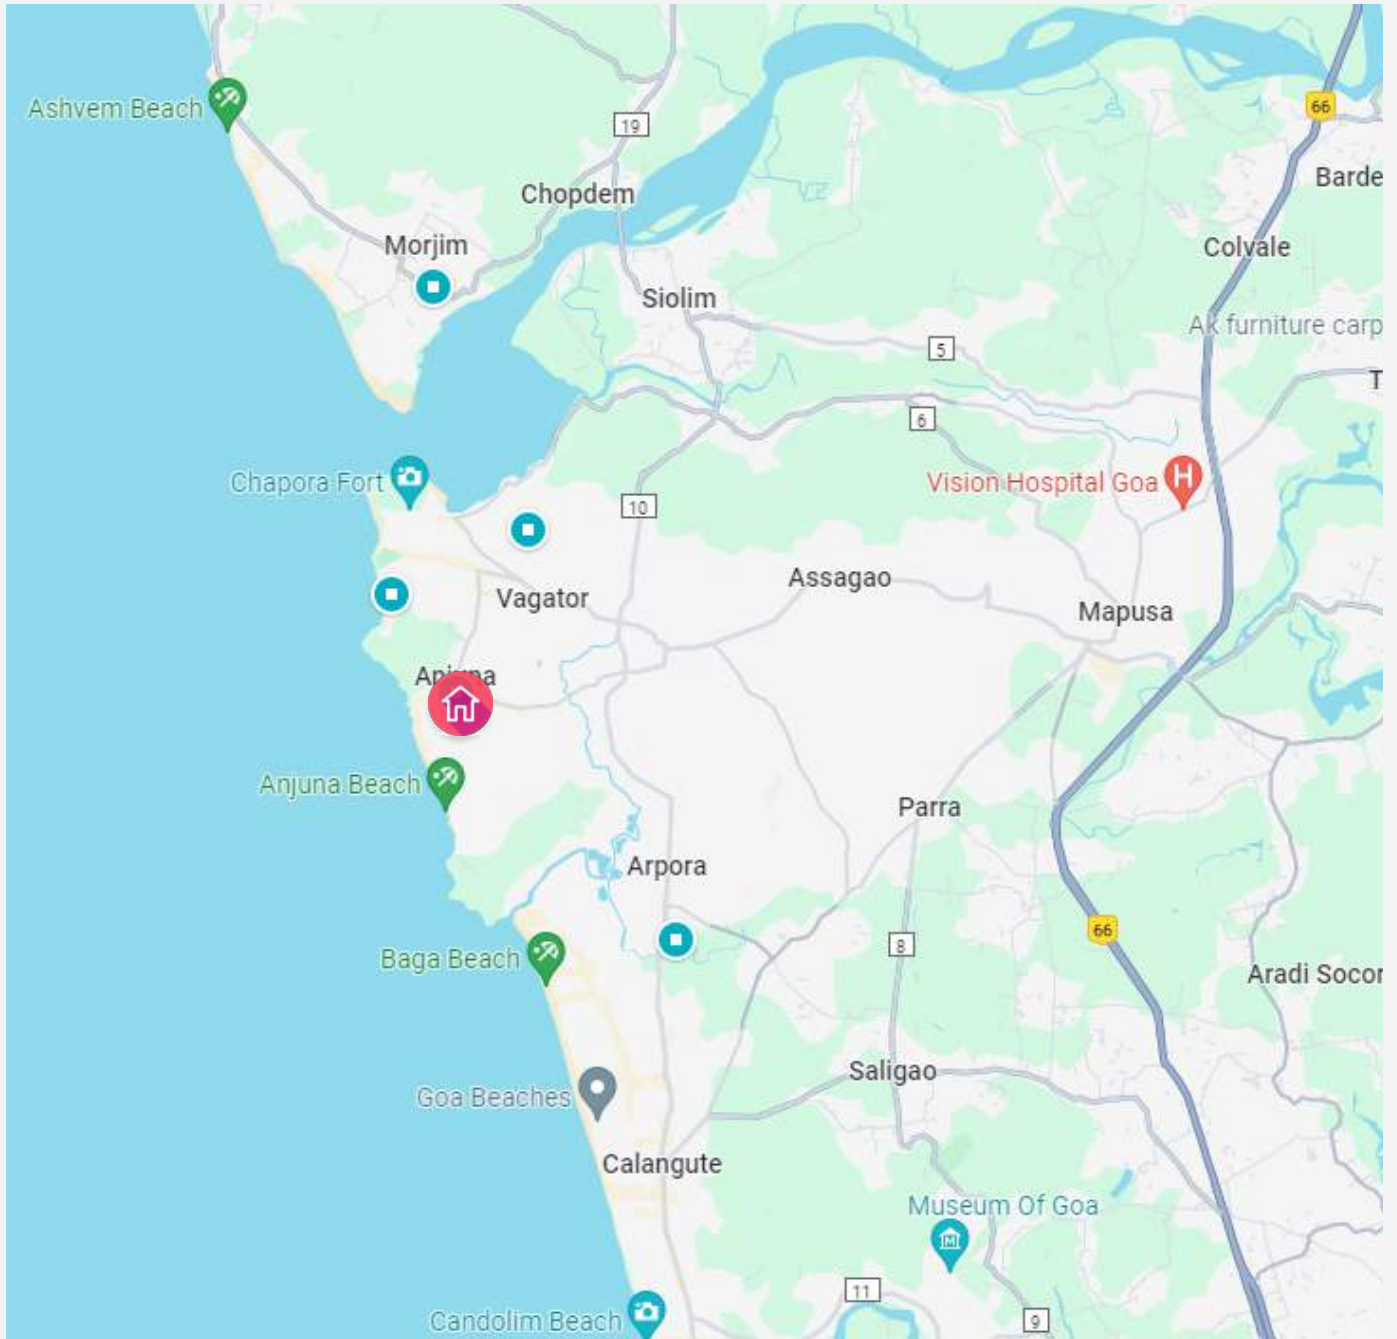 66
Ashvem Beach
19
Barde
Chopdem
Morjim
Colvale
Siolim
Ak furniture carp
5
T
6
Chapora Fort
Vision Hospital Goa
H
10
Assagao
Vagator
Mapusa
Anjuna
Anjuna Beach
Parra
Arpora
66
8
Baga Beach
Aradi Socor
Saligao
Goa Beaches
Calangute
Museum Of Goa
M
11
Candolim Beach
9